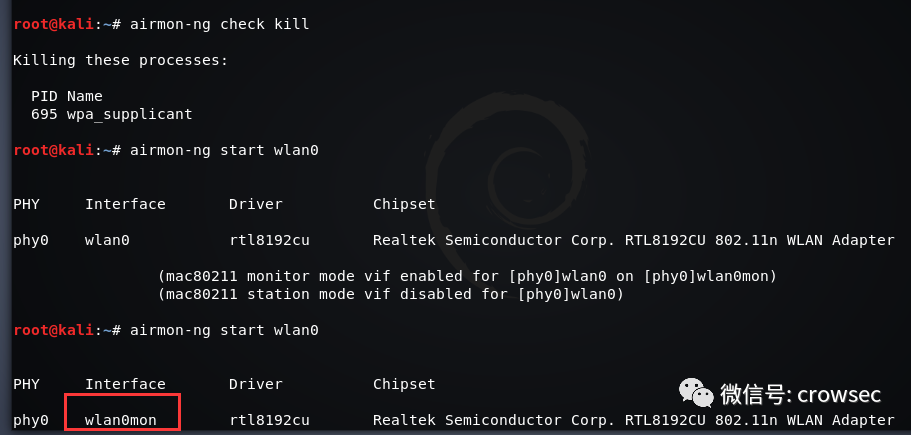 root@kali:~# airmon-ng check kill
Killing these processes:
PID Name
695 wpa_supplicant
root@kali:~# airmon-ng start wlan0
PHY Interface Driver Chipset
phy0 wlan0 rtl8192cu Realtek Semiconductor Corp. RTL8192CU 802.11n WLAN Adapter
(mac80211 monitor mode vif enabled for [phy0]wlan0 on [phy0]wlan0mon)
(mac80211 station mode vif disabled for [phy0]wlan0)
root@kali:~# airmon-ng start wlan0
PHY Interface Driver Chipset
微信号: crowsec
phy0 wlan0mon rtl8192cu Realtek Semiconductor Corp. RTL8192CU 802.11n WLAN Adapter